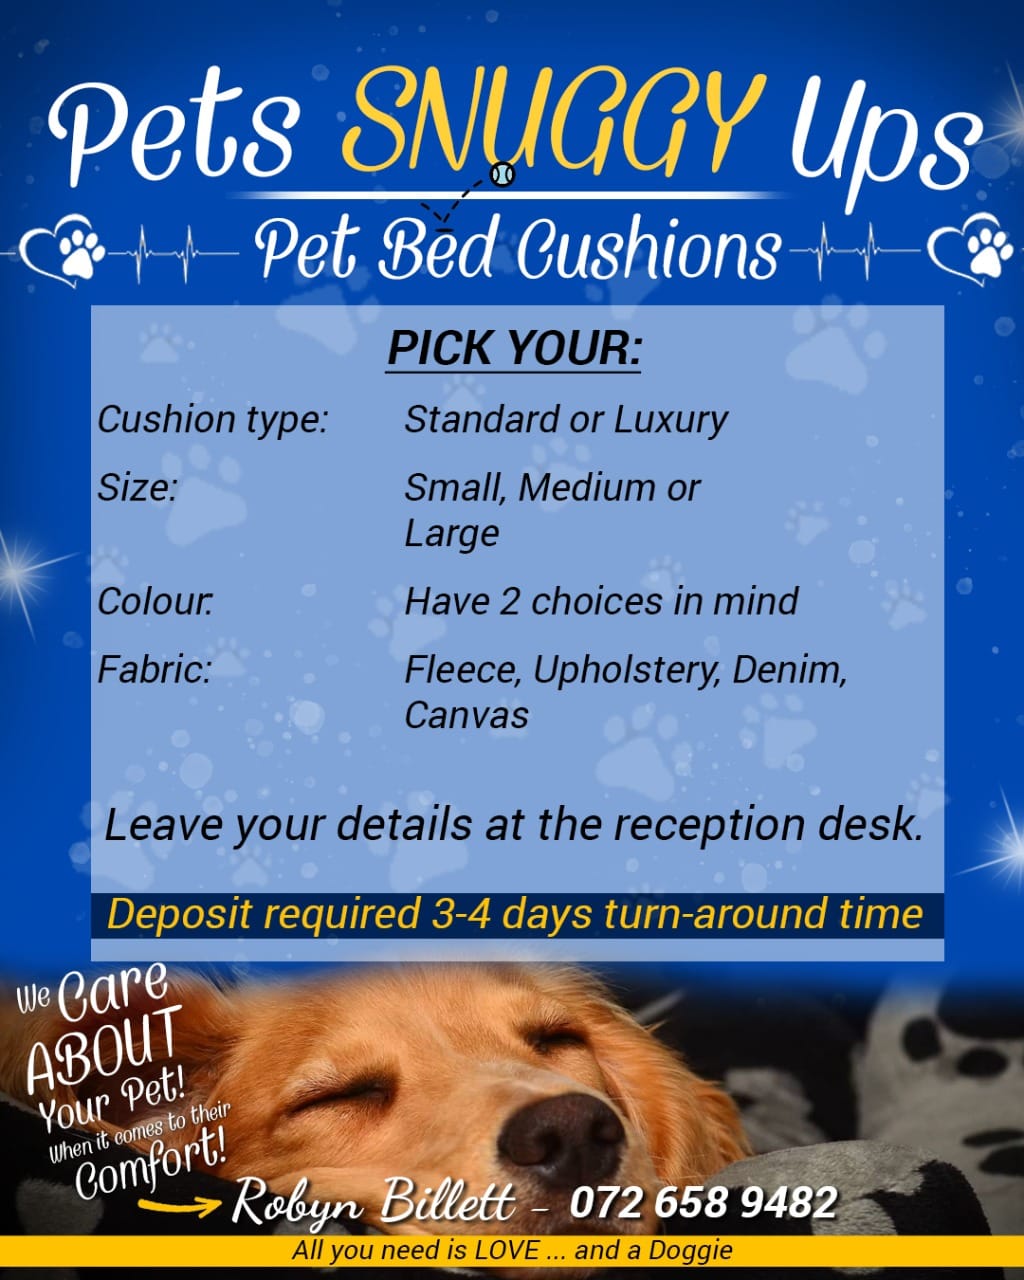 Pets SNUGGY Ups
Pet Bed Cushions
PICK YOUR:
Cushion type: Standard or Luxury
Size: Small, Medium or
Large
Colour: Have 2 choices in mind
Fabric: Fleece, Upholstery, Denim,
Canvas
Leave your details at the reception desk.
Deposit required 3-4 days turn-around time
We Care
ABOUT
Your Pet!
When it comes to their
Comfort!
Robyn Billett - 072 658 9482
All you need is LOVE ... and a Doggie